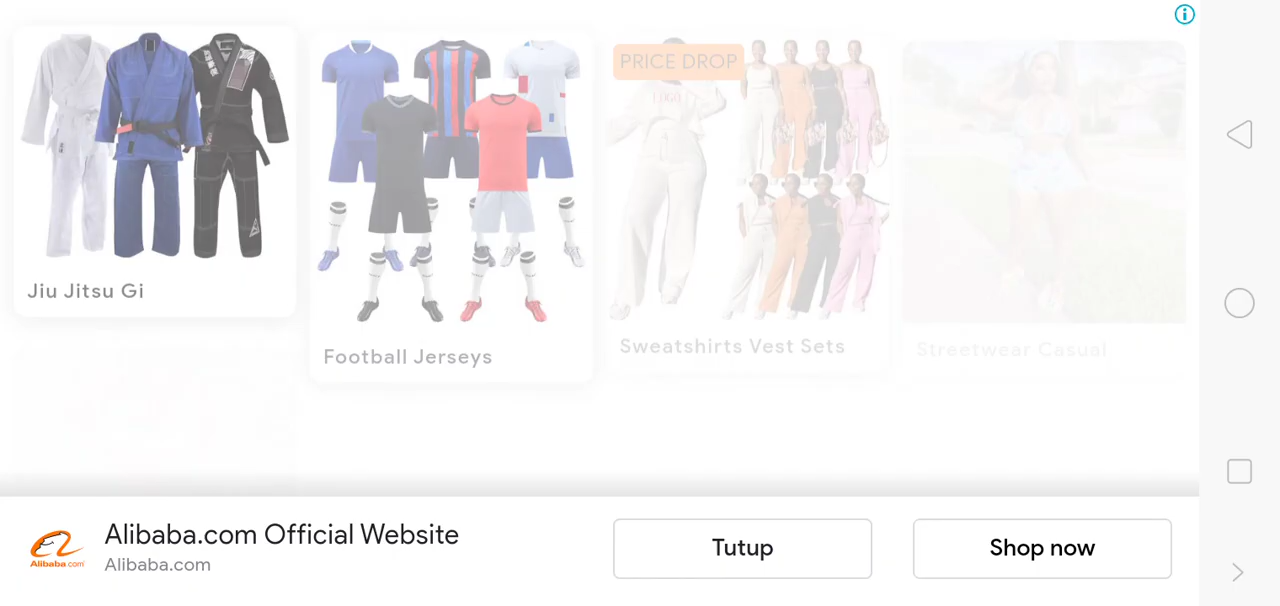 PRICE DROP
Jiu Jitsu Gi
Football Jerseys
Sweatshirts Vest Sets
Streetwear Casual
Alibaba.com Official Website
Alibaba.com
Alibaba.com
Tutup
Shop now